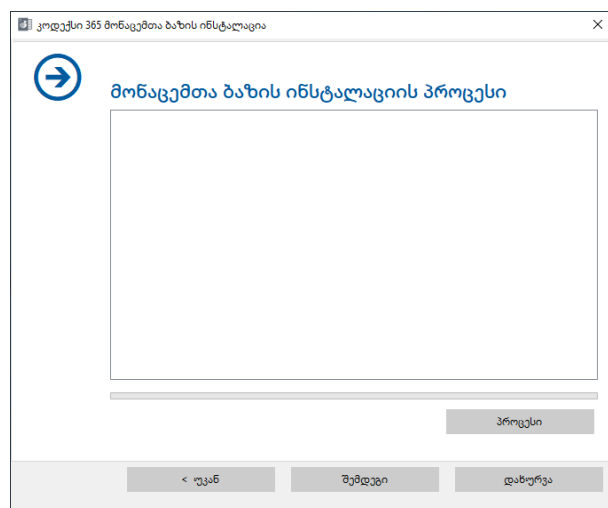 კოდექსი 365 მონაცემთა ბაზის ინსტალაცია
მონაცემთა ბაზის ინსტალაციის პროცესი
პროცესი
< უკან
შემდეგი
დახურვა